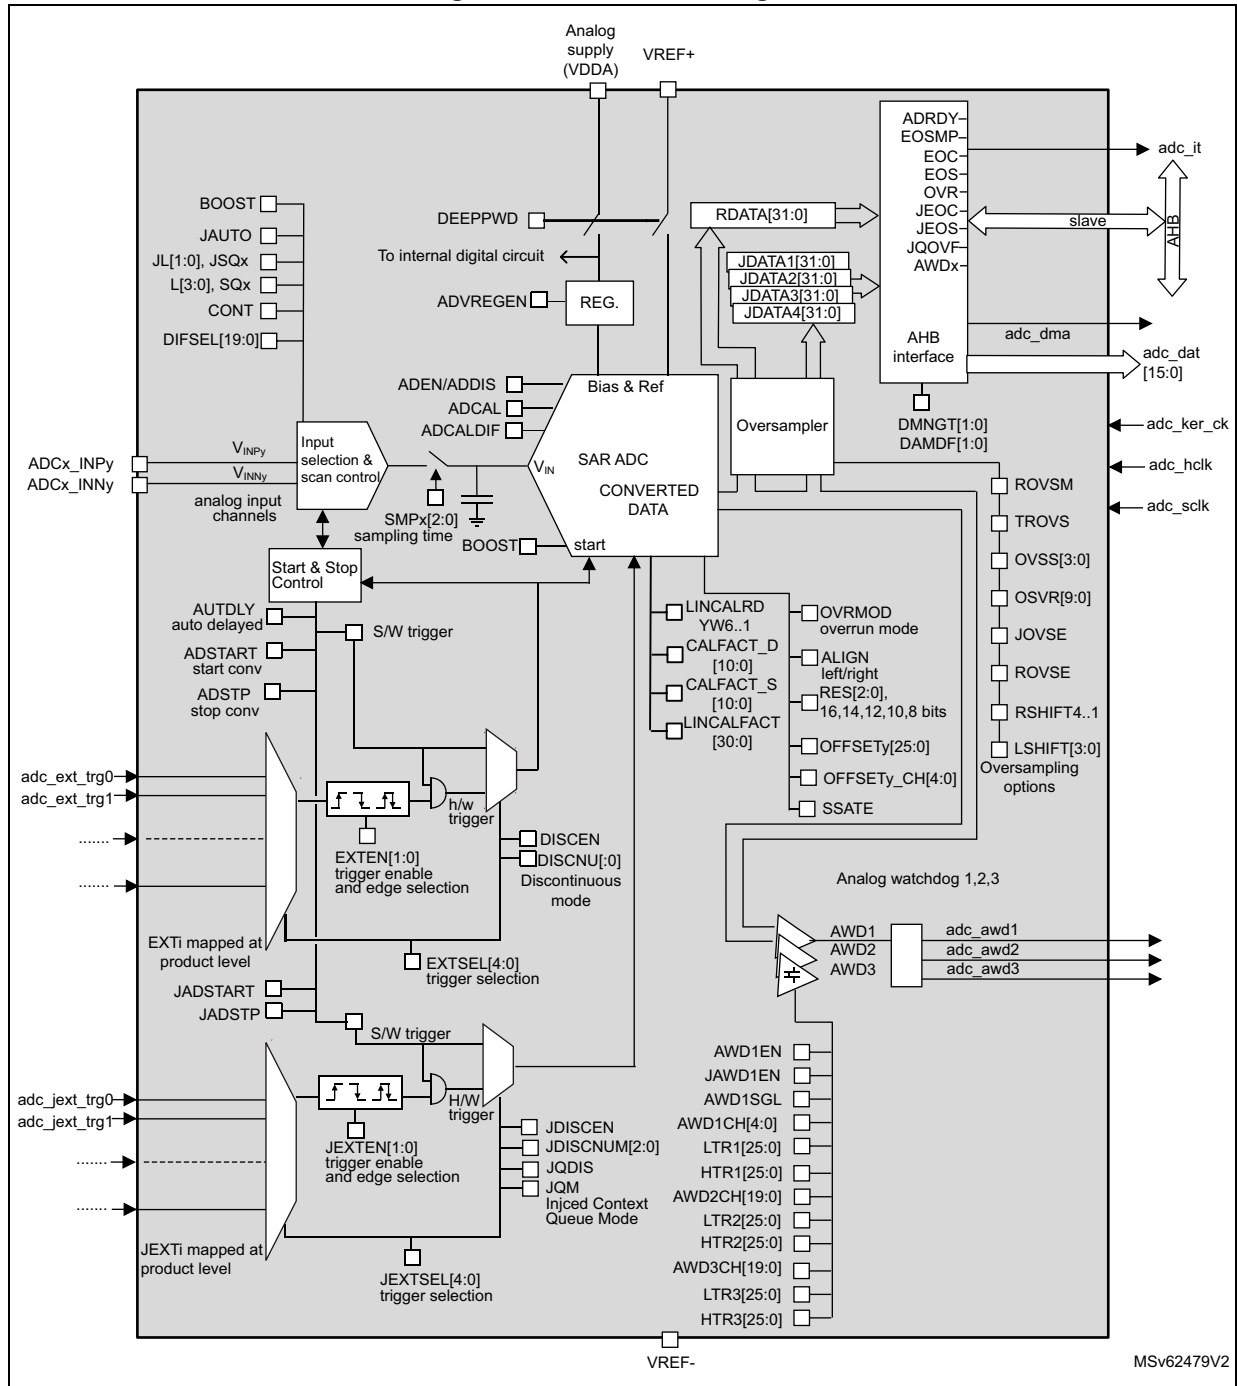 Analog
supply
(VDDA)
VREF+
ADRDY
EOSMP
EOC
EOS
OVR
JEOC
JEOS
JQOVF
AWDx
adc_it
slave
AHB
BOOST
JAUTO
JL[1:0], JSQx
L[3:0], SQx
CONT
DIFSEL[19:0]
DEEPPWD
To internal digital circuit
ADVREGEN
REG.
RDATA[31:0]
JDATA1[31:0]
JDATA2[31:0]
JDATA3[31:0]
JDATA4[31:0]
AHB
interface
adc_dma
adc_dat
[15:0]
DMNGT[1:0]
DAMDF[1:0]
adc_ker_ck
adc_hclk
adc_sclk
ADEN/ADDIS
ADCAL
ADCALDIF
Bias & Ref
Oversampler
Input
selection &
scan control
VINPy
VINNy
ADCx_INPy
ADCx_INNy
analog input
channels
VIN
SAR ADC
CONVERTED
DATA
SMPx[2:0]
sampling time
BOOST
start
Start & Stop
Control
AUTDLY
auto delayed
S/W trigger
ADSTART
start conv
ADSTP
stop conv
LINCALRD
YW6..1
CALFACT_D
[10:0]
CALFACT_S
[10:0]
LINCALFACT
[30:0]
OVRMOD
overrun mode
ALIGN
left/right
RES[2:0],
16,14,12,10,8 bits
OFFSETy[25:0]
OFFSETy_CH[4:0]
SSATE
ROVSM
TROVS
OVSS[3:0]
OSVR[9:0]
JOVSE
ROVSE
RSHIFT4..1
LSHIFT[3:0]
Oversampling
options
adc_ext_trg0
adc_ext_trg1
.......
.......
h/w
trigger
EXTEN[1:0]
trigger enable
and edge selection
DISCEN
DISCNU[:0]
Discontinuous
mode
EXTi mapped at
product level
EXTSEL[4:0]
trigger selection
Analog watchdog 1,2,3
AWD1
AWD2
AWD3
adc_awd1
adc_awd2
adc_awd3
JADSTART
JADSTP
S/W trigger
adc_jext_trg0
adc_jext_trg1
.......
.......
H/W
trigger
JEXTEN[1:0]
trigger enable
and edge selection
JDISCEN
JDISCNUM[2:0]
JQDIS
JQM
Injced Context
Queue Mode
JEXTi mapped at
product level
JEXTSEL[4:0]
trigger selection
AWD1EN
JAWD1EN
AWD1SGL
AWD1CH[4:0]
LTR1[25:0]
HTR1[25:0]
AWD2CH[19:0]
LTR2[25:0]
HTR2[25:0]
AWD3CH[19:0]
LTR3[25:0]
HTR3[25:0]
VREF-
MSv62479V2